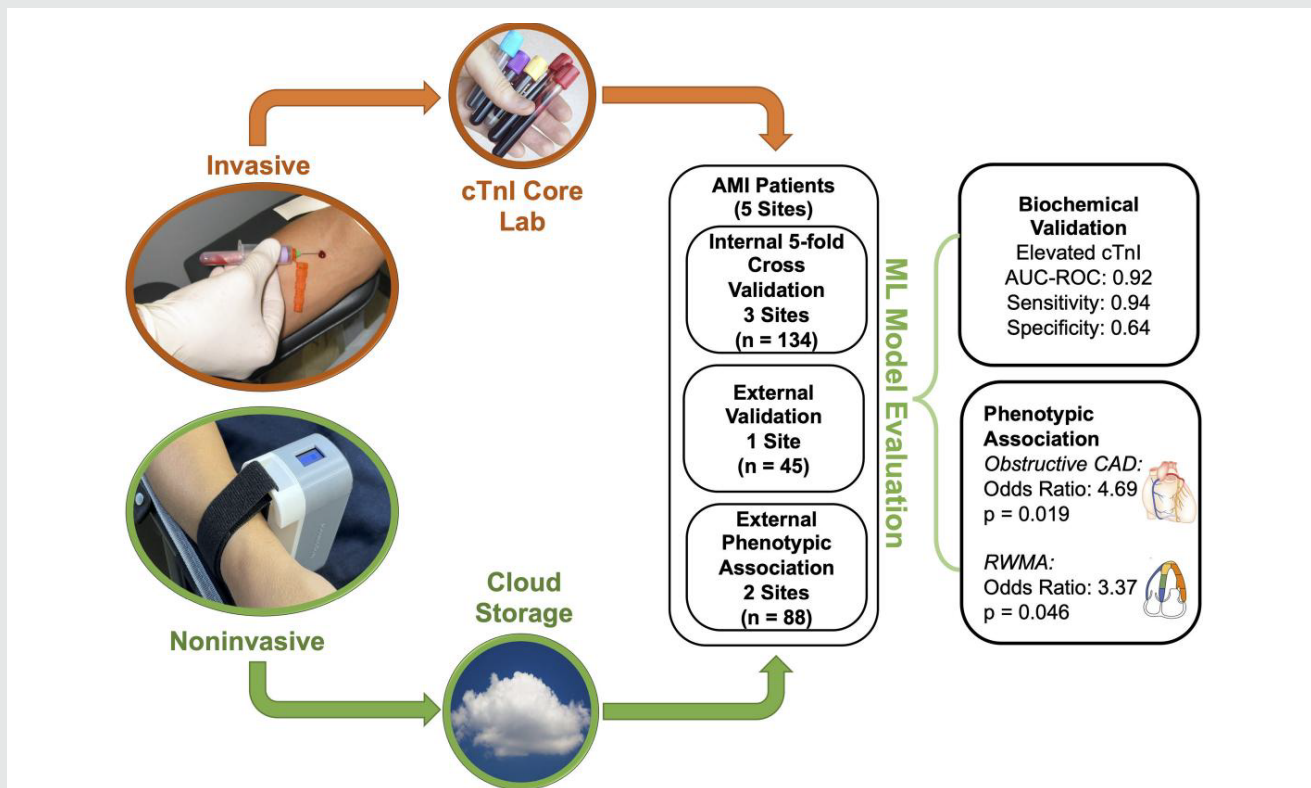 Invasive
cTnI Core
Lab
Noninvasive
Cloud
Storage
AMI Patients
(5 Sites)
Internal 5-fold
Cross
Validation
3 Sites
(n = 134)
External
Validation
1 Site
(n = 45)
External
Phenotypic
Association
2 Sites
(n = 88)
ML Model Evaluation
Biochemical
Validation
Elevated cTnI
AUC-ROC: 0.92
Sensitivity: 0.94
Specificity: 0.64
Phenotypic
Association
Obstructive CAD:
Odds Ratio: 4.69
p = 0.019
RWMA:
Odds Ratio: 3.37
p = 0.046